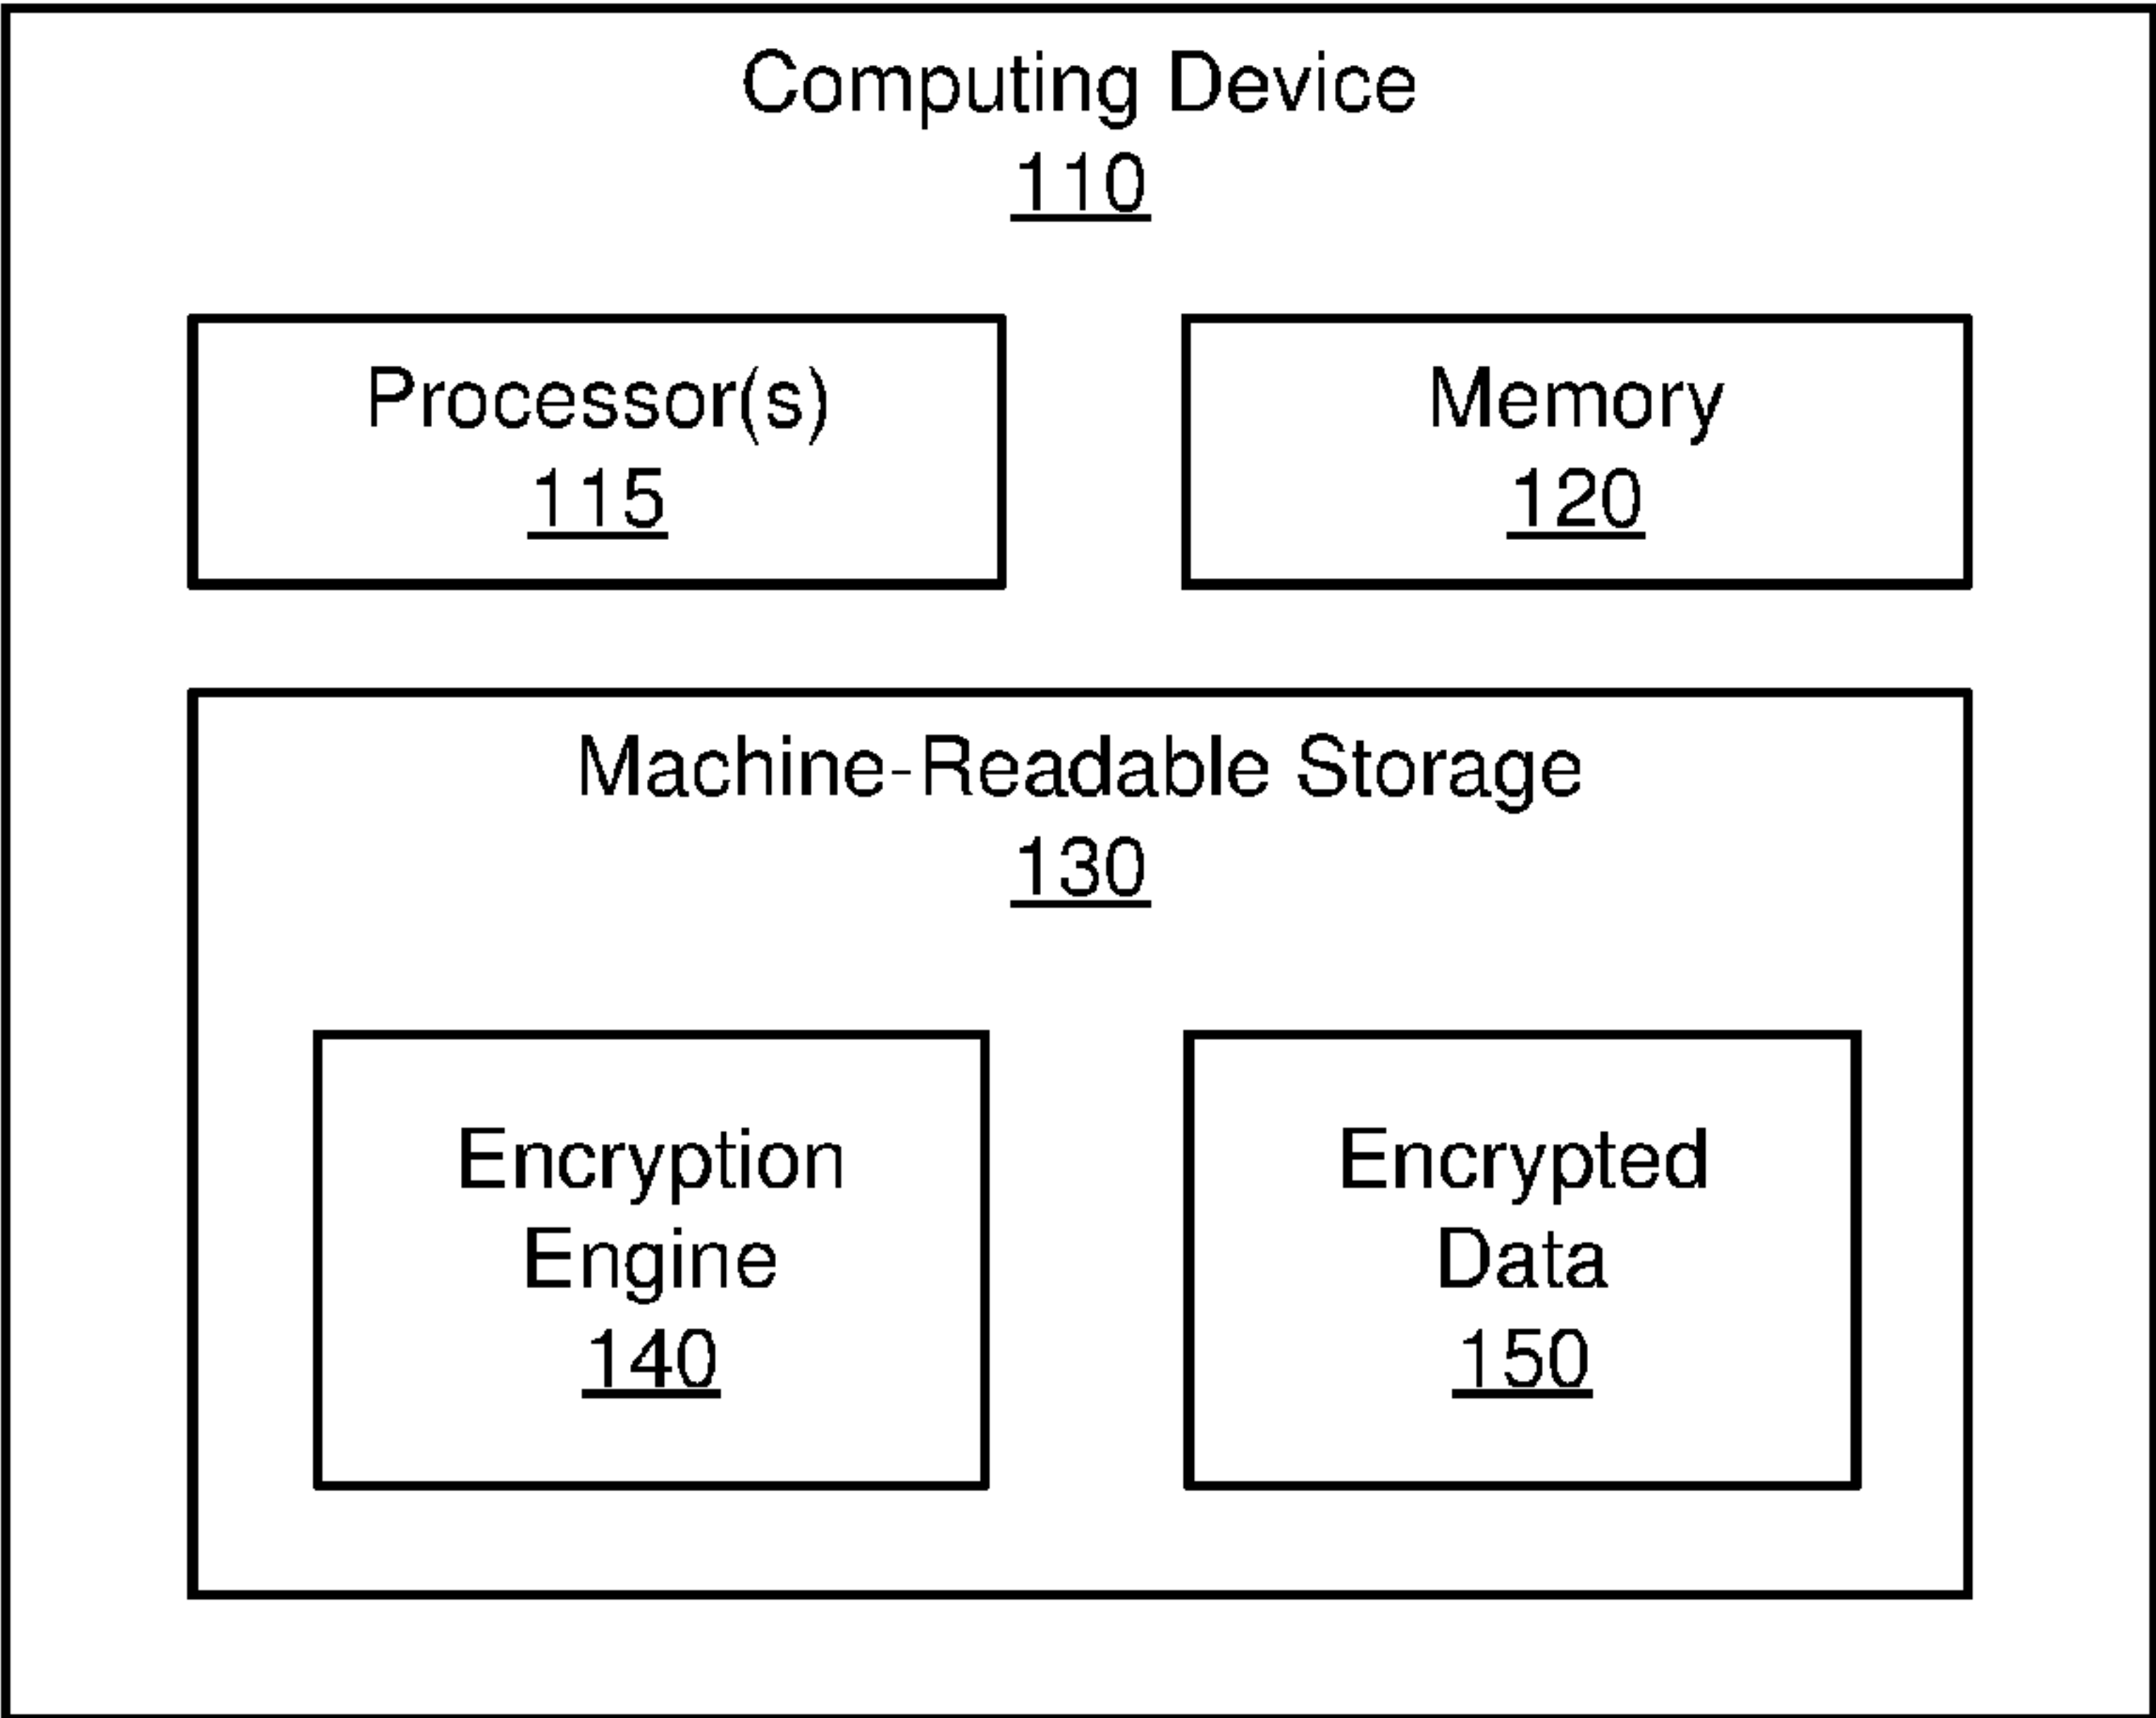 Computing Device
110
Processor(s)
115
Memory
120
Machine-Readable Storage
130
Encryption
Engine
140
Encrypted
Data
150